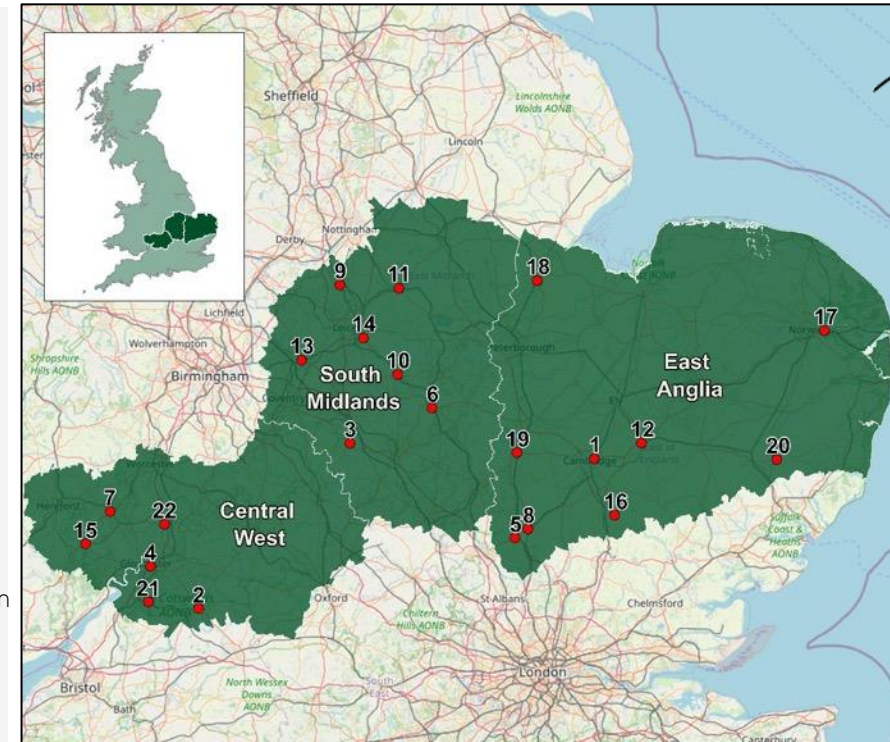 Sheffield
Lincolnshire
Wolds AONB
Lincoln
Nottingham
Derby
9
11
18
Lichfield
14
17
Wolverhampton
13
Shropshire
Hills AONB
Birmingham
10
South
Midlands
East
Anglia
6
3
19
1
12
20
Worcester
Cambridge
Hereford
7
22
Central
West
16
15
5
8
Suffolk
Coast &
Heaths
AONB
4
21
2
n
Oxford
St Albans
Chelmsford
Chiltern
Hills AONB
London
Bristol
Bath
North Wessex
Downs
AONB
South
East
Canterbury